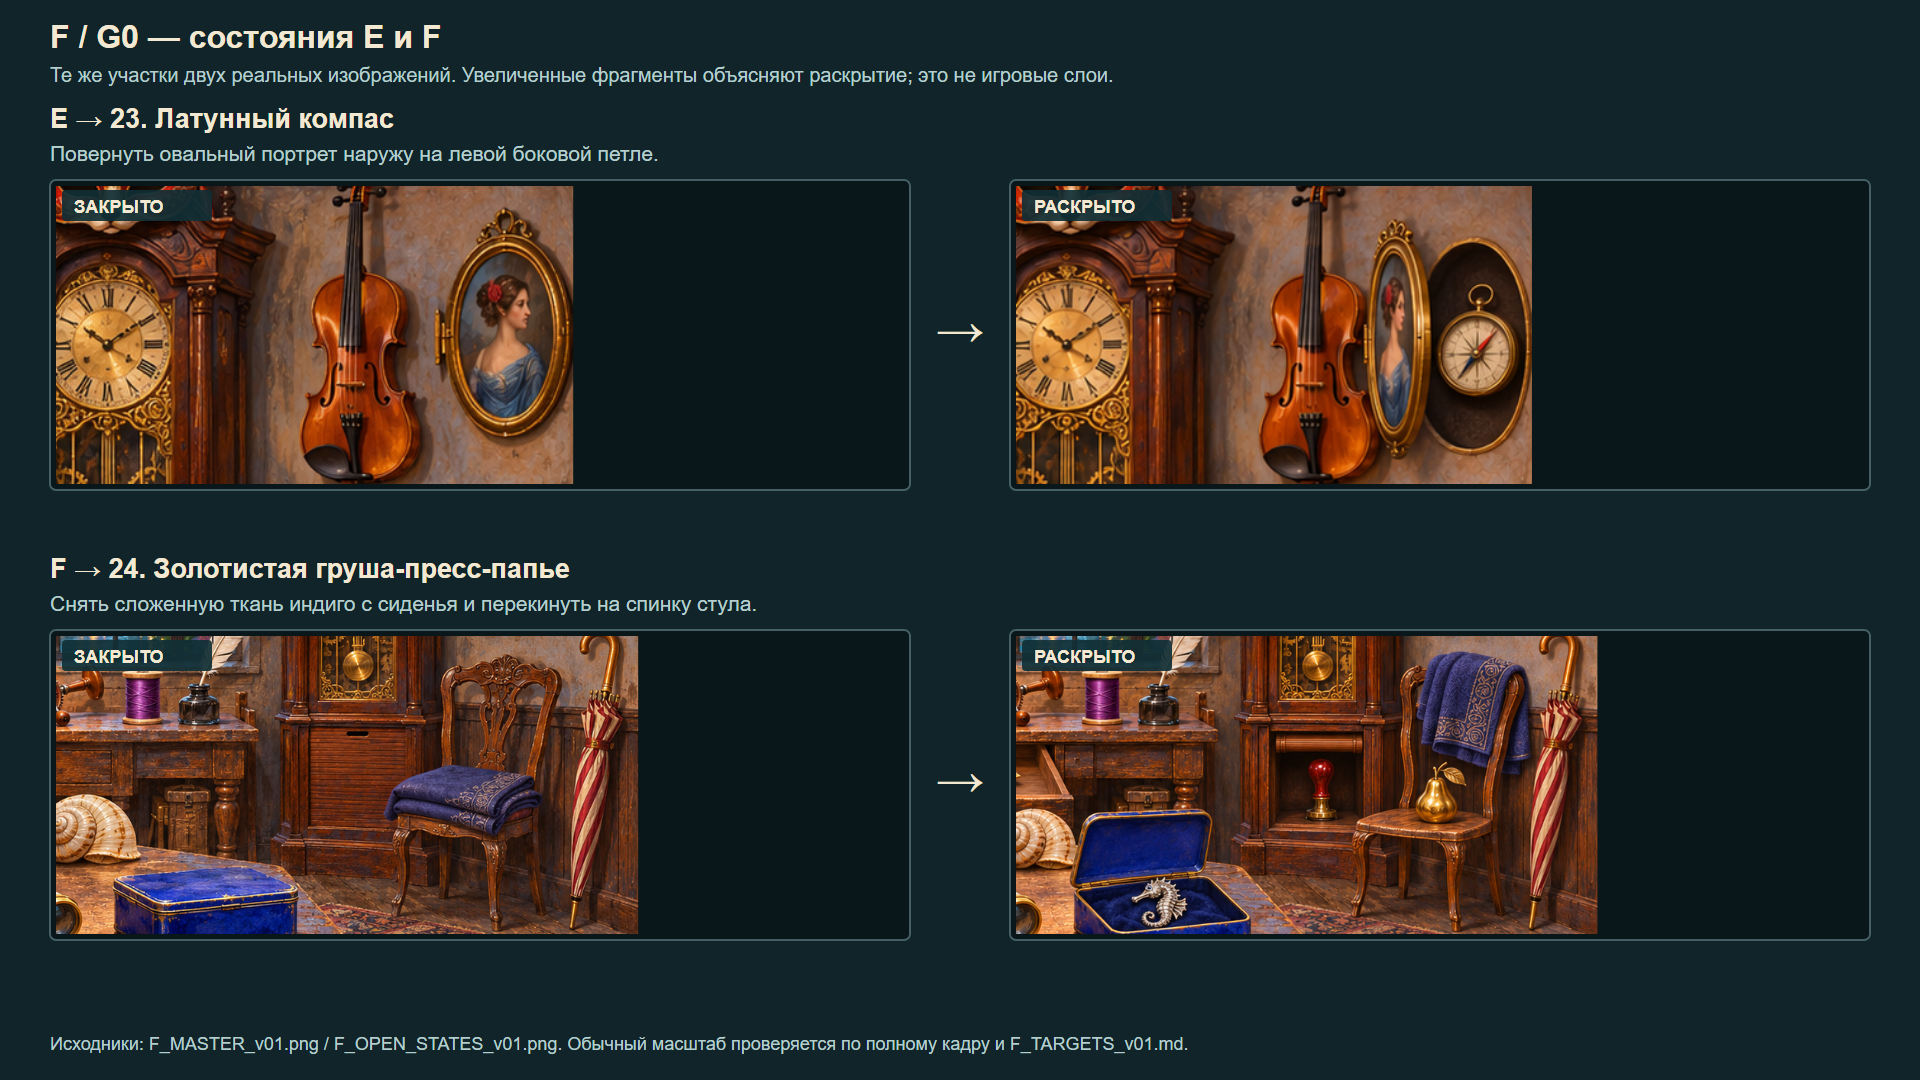 F / G0 — состояния E и F
Те же участки двух реальных изображений. Увеличенные фрагменты объясняют раскрытие; это не игровые слои.
E → 23. Латунный компас
Повернуть овальный портрет наружу на левой боковой петле.
ЗАКРЫТО
→
РАСКРЫТО
F → 24. Золотистая груша-пресс-папье
Снять сложенную ткань индиго с сиденья и перекинуть на спинку стула.
ЗАКРЫТО
→
РАСКРЫТО
Исходники: F_MASTER_v01.png / F_OPEN_STATES_v01.png. Обычный масштаб проверяется по полному кадру и F_TARGETS_v01.md.